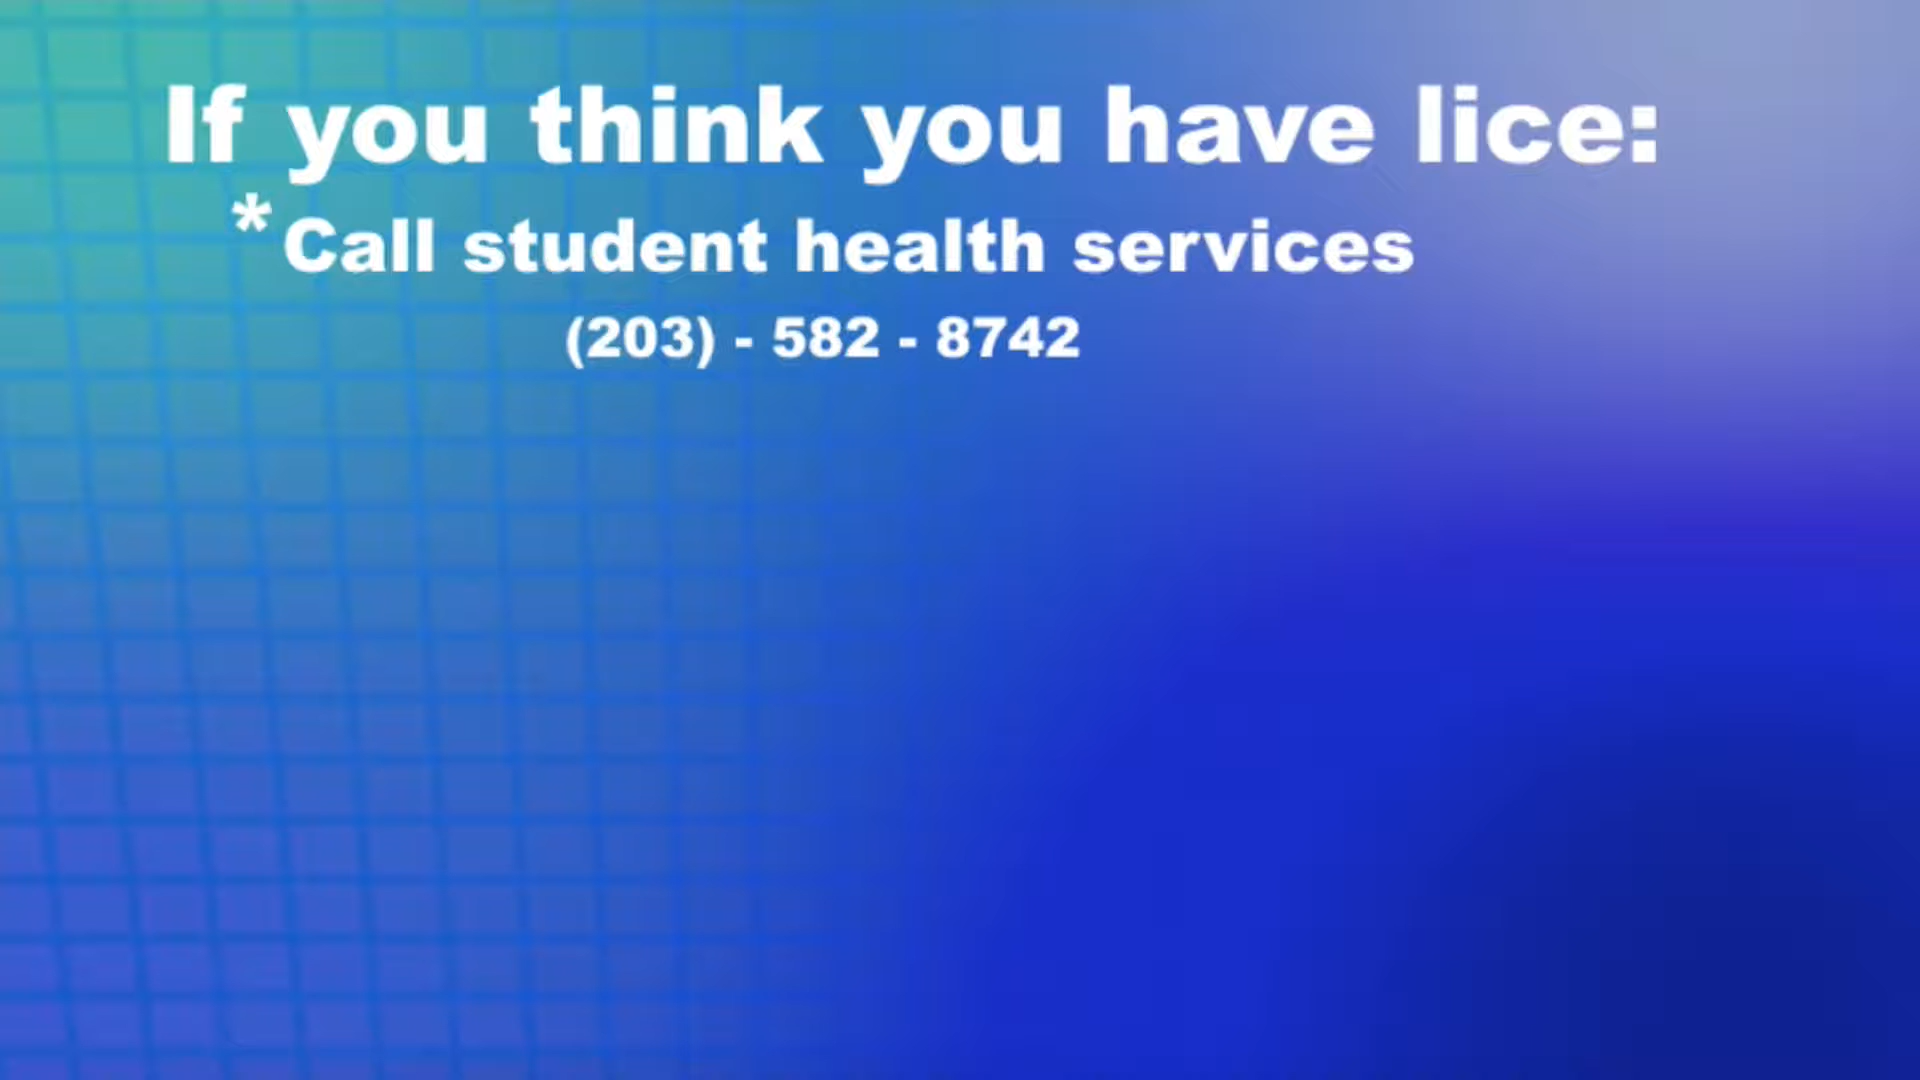 If you think you have lice:
* Call student health services
(203) - 582 - 8742